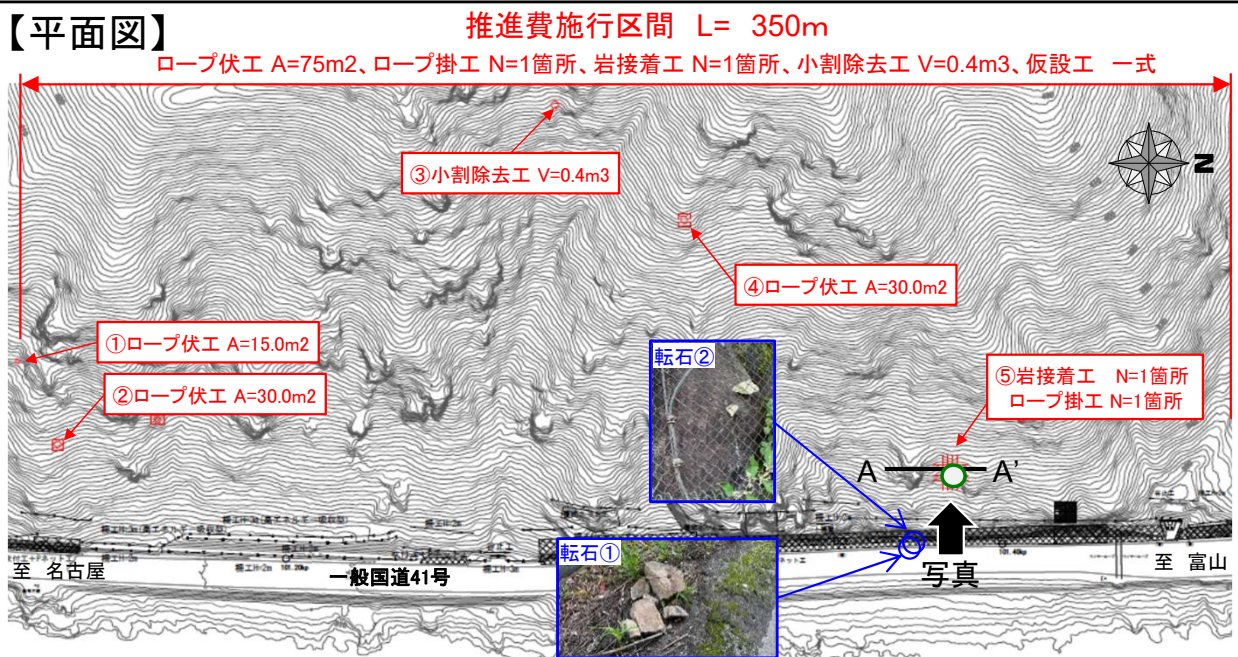 【平面図】
推進費施行区間 L= 350m
ロープ伏工 A=75m2、ロープ掛工 N=1箇所、岩接着工 N=1箇所、小割除去工 V=0.4m3、仮設工 一式
N
③小割除去工 V=0.4m3
④ロープ伏工 A=30.0m2
①ロープ伏工 A=15.0m2
②ロープ伏工 A=30.0m2
転石②
⑤岩接着工 N=1箇所
ロープ掛工 N=1箇所
A A'
転石①
写真
至 名古屋
101.30kp
一般国道41号
101.40kp
至 富山